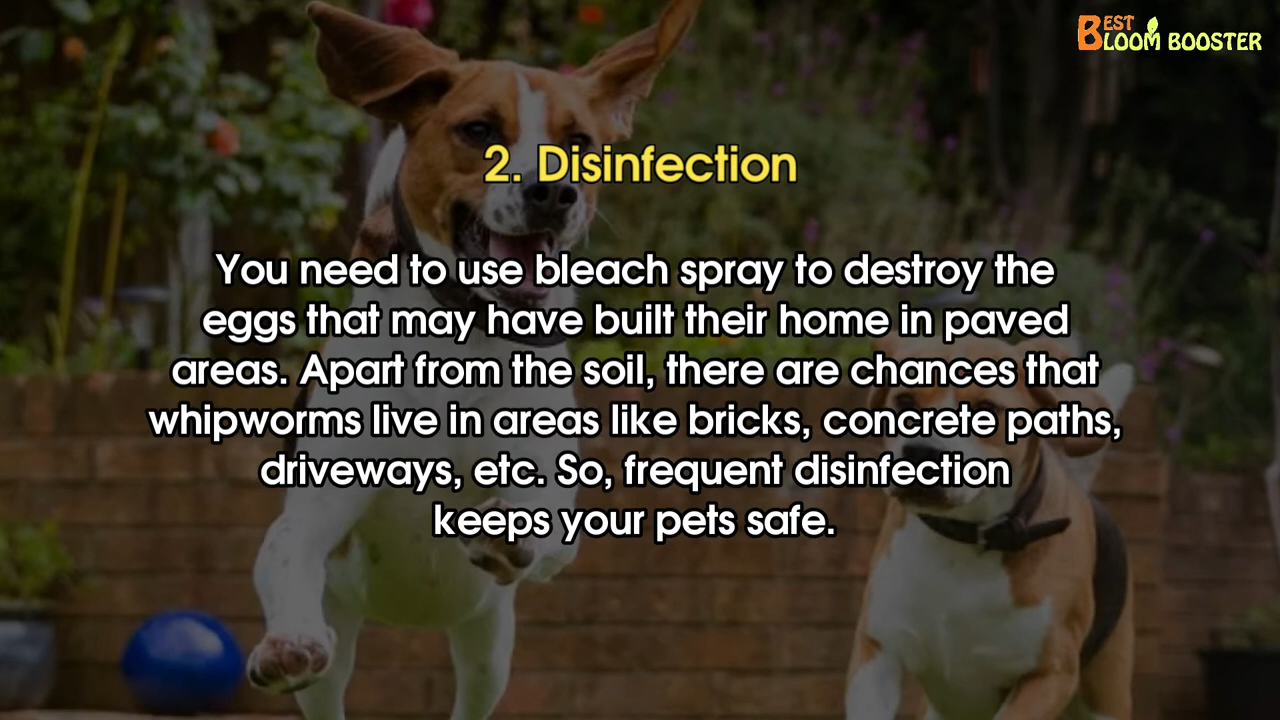 BEST
BLOOM BOOSTER
2. Disinfection
You need to use bleach spray to destroy the
eggs that may have built their home in paved
areas. Apart from the soil, there are chances that
whipworms live in areas like bricks, concrete paths,
driveways, etc. So, frequent disinfection
keeps your pets safe.